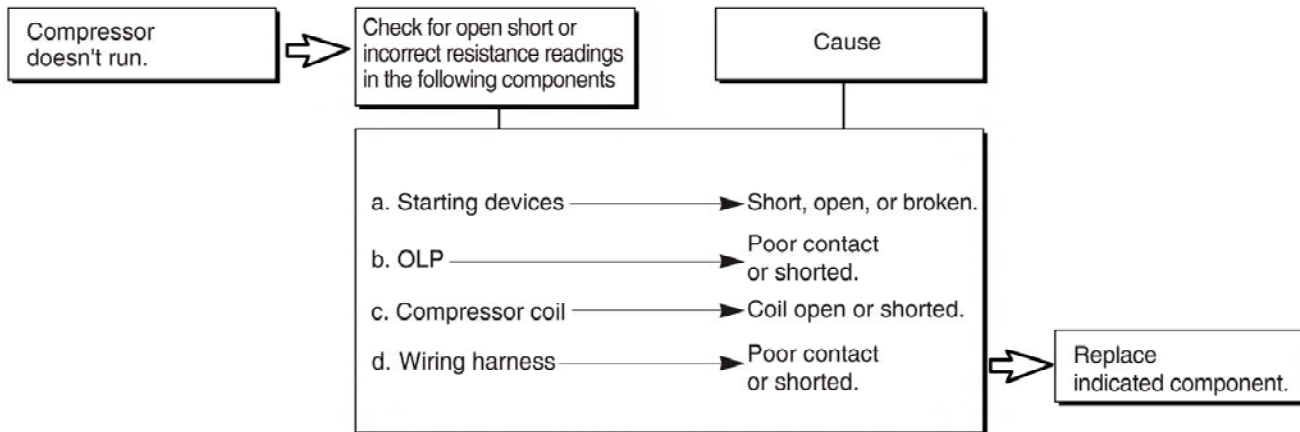 Compressor
doesn't run.
Check for open short or
incorrect resistance readings
in the following components
Cause
a. Starting devices
Short, open, or broken.
b. OLP
Poor contact
or shorted.
c. Compressor coil
Coil open or shorted.
d. Wiring harness
Poor contact
or shorted.
Replace
indicated component.